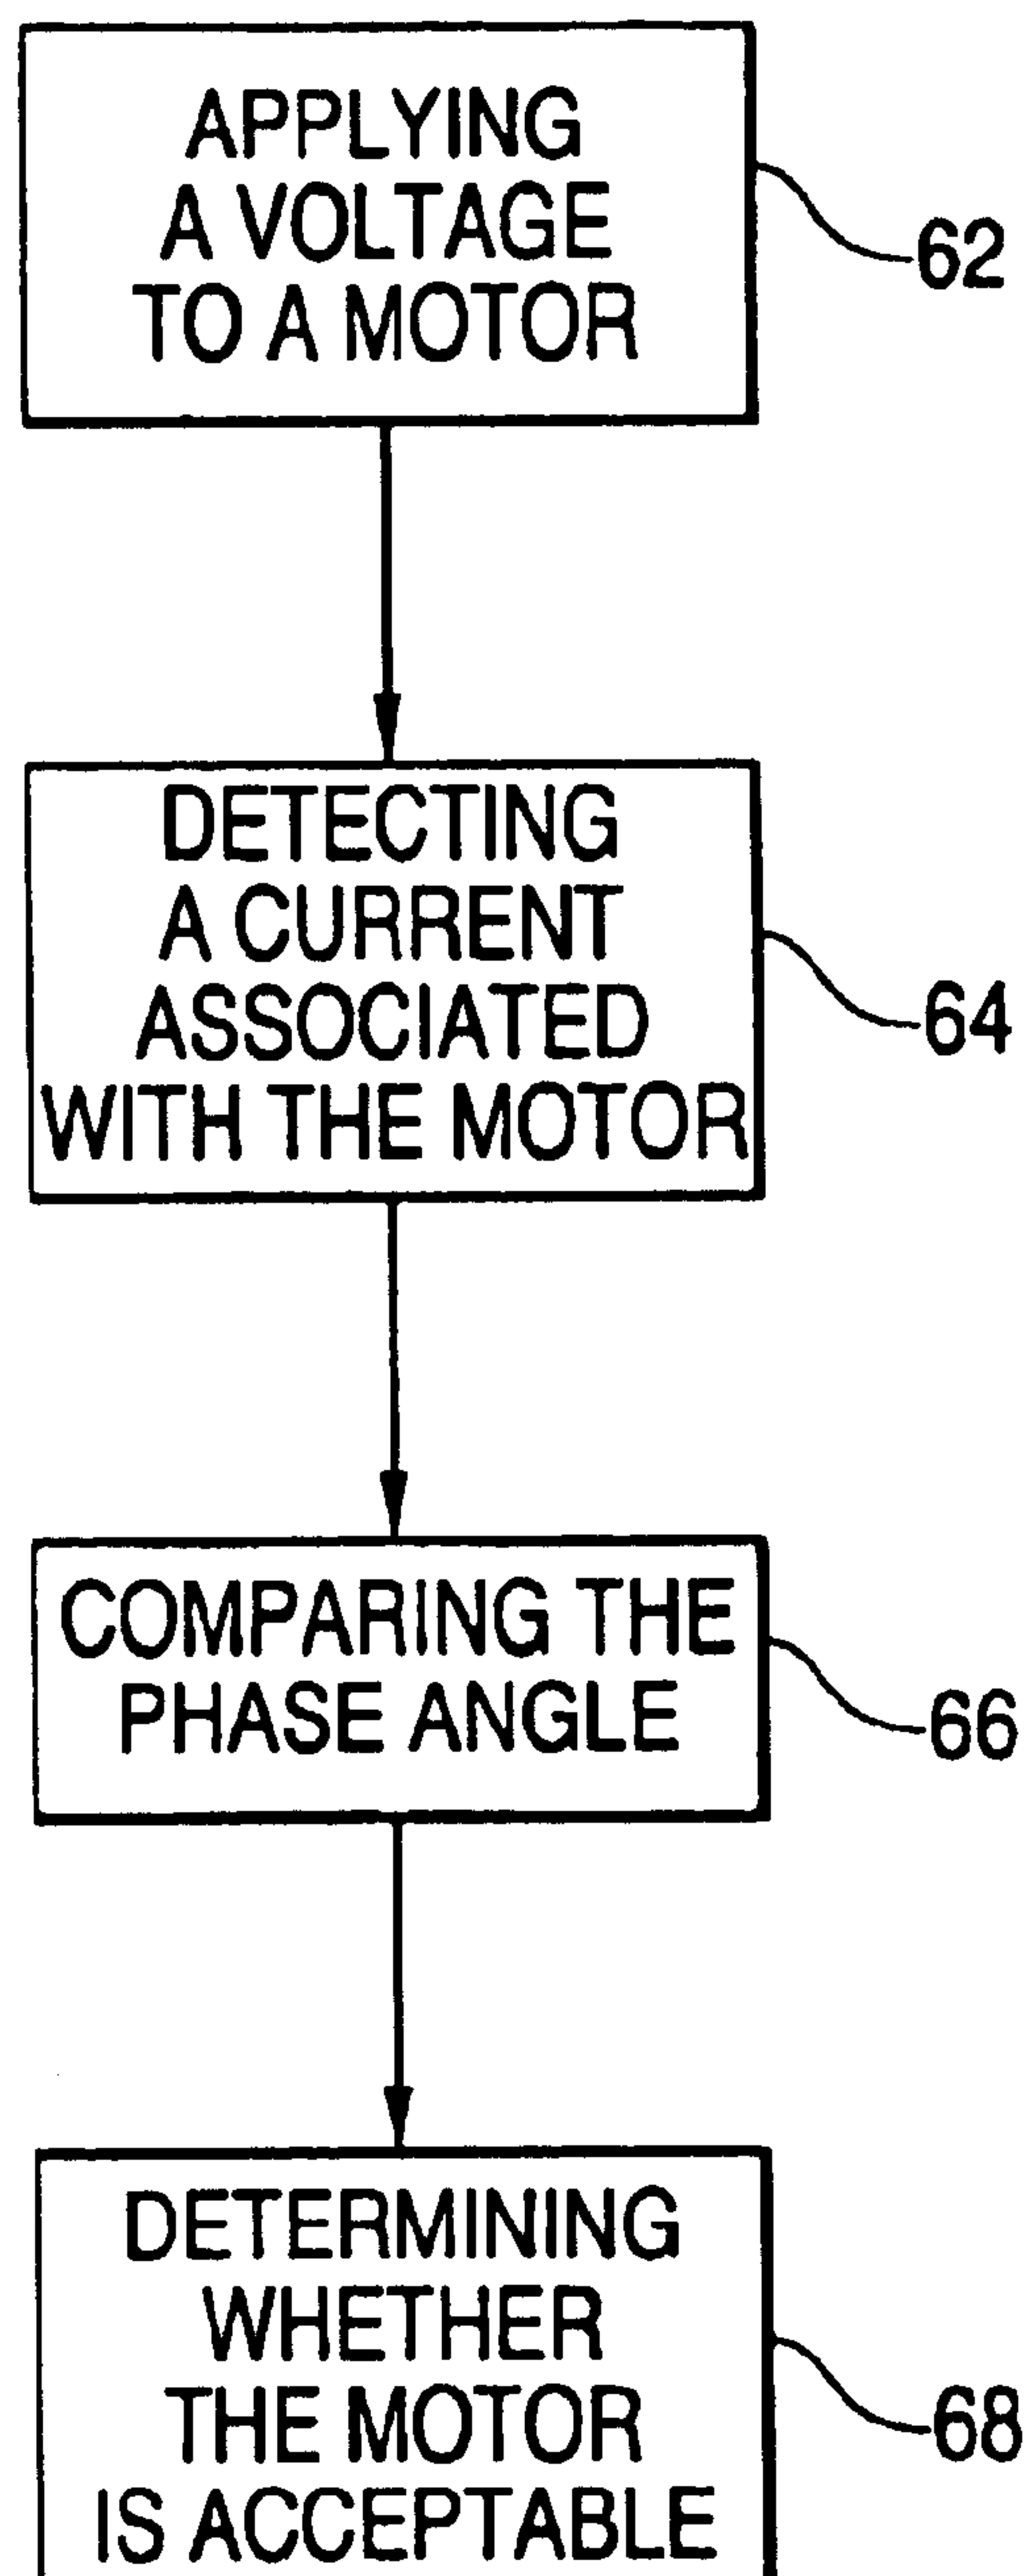 APPLYING
A VOLTAGE
TO A MOTOR
62
DETECTING
A CURRENT
ASSOCIATED
WITH THE MOTOR
64
COMPARING THE
PHASE ANGLE
66
DETERMINING
WHETHER
THE MOTOR
IS ACCEPTABLE
68